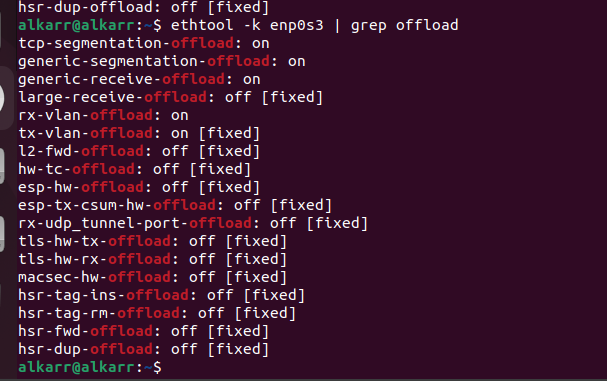 hsr-dup-offload: off [fixed]
alkarr@alkarr:~$ ethtool -k enp0s3 | grep offload
tcp-segmentation-offload: on
generic-segmentation-offload: on
generic-receive-offload: on
large-receive-offload: off [fixed]
rx-vlan-offload: on
tx-vlan-offload: on [fixed]
l2-fwd-offload: off [fixed]
hw-tc-offload: off [fixed]
esp-hw-offload: off [fixed]
esp-tx-csum-hw-offload: off [fixed]
rx-udp_tunnel-port-offload: off [fixed]
tls-hw-tx-offload: off [fixed]
tls-hw-rx-offload: off [fixed]
macsec-hw-offload: off [fixed]
hsr-tag-ins-offload: off [fixed]
hsr-tag-rm-offload: off [fixed]
hsr-fwd-offload: off [fixed]
hsr-dup-offload: off [fixed]
alkarr@alkarr:~$